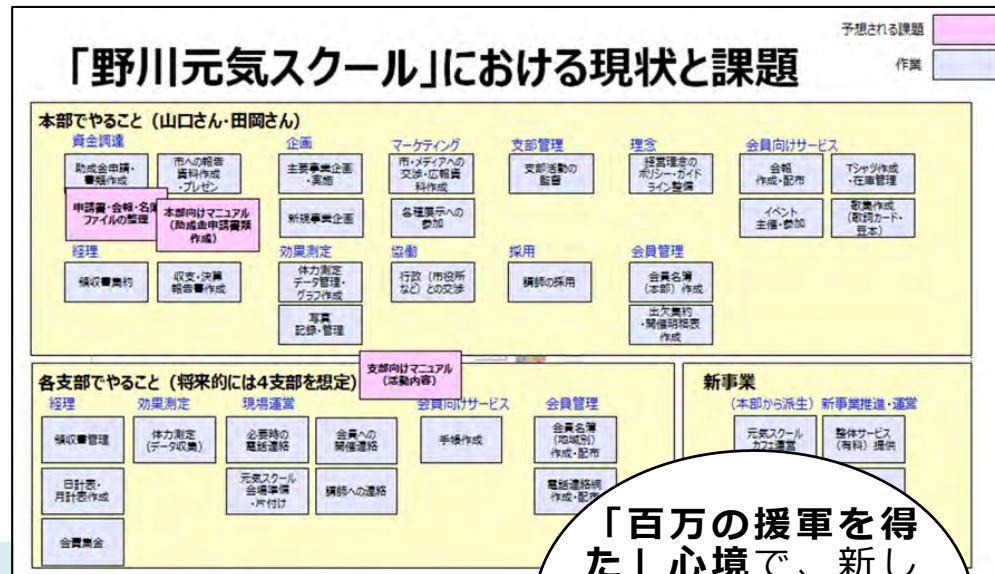 予想される課題
「野川元気スクール」における現状と課題
作業
本部でやること（山口さん・田岡さん）
資金調達
企画
マーケティング
支部管理
理念
会員向けサービス
助成金申請・
書類作成
市への報告
資料作成
・プレゼン
主要事業企画
・実施
市・メディアへの
交渉・広報資
料作成
支部活動の
監督
経営理念の
ポリシー・ガイド
ライン整備
会報
作成・配布
Tシャツ作成
・在庫管理
申請書・会報・名簿
ファイルの整理
本部向けマニュアル
（助成金申請書類
作成）
新規事業企画
各種展示への
参加
イベント
主催・参加
歌集作成
（歌詞カード・
豆本）
経理
効果測定
協働
採用
会員管理
領収書集約
収支・決算
報告書作成
体力測定
データ管理・
グラフ作成
行政（市役所
など）との交渉
講師の採用
会員名簿
（本部）作成
写真
記録・管理
出欠集約
・開催明細表
作成
支部向けマニュアル
（活動内容）
各支部でやること（将来的には4支部を想定）
経理
効果測定
現場運営
会員向けサービス
会員管理
領収書管理
体力測定
（データ収集）
必要時の
電話連絡
会員への
開催連絡
手帳作成
会員名簿
（地域別）
作成・配布
日計表・
月計表作成
元気スクール
会場準備
・片付け
講師への連絡
電話連絡網
作成・配布
会費集金
新事業
（本部から派生）新事業推進・運営
元気スクール
カフェ運営
整体サービス
（有料）提供
「百万の援軍を得
た」心境で、新し